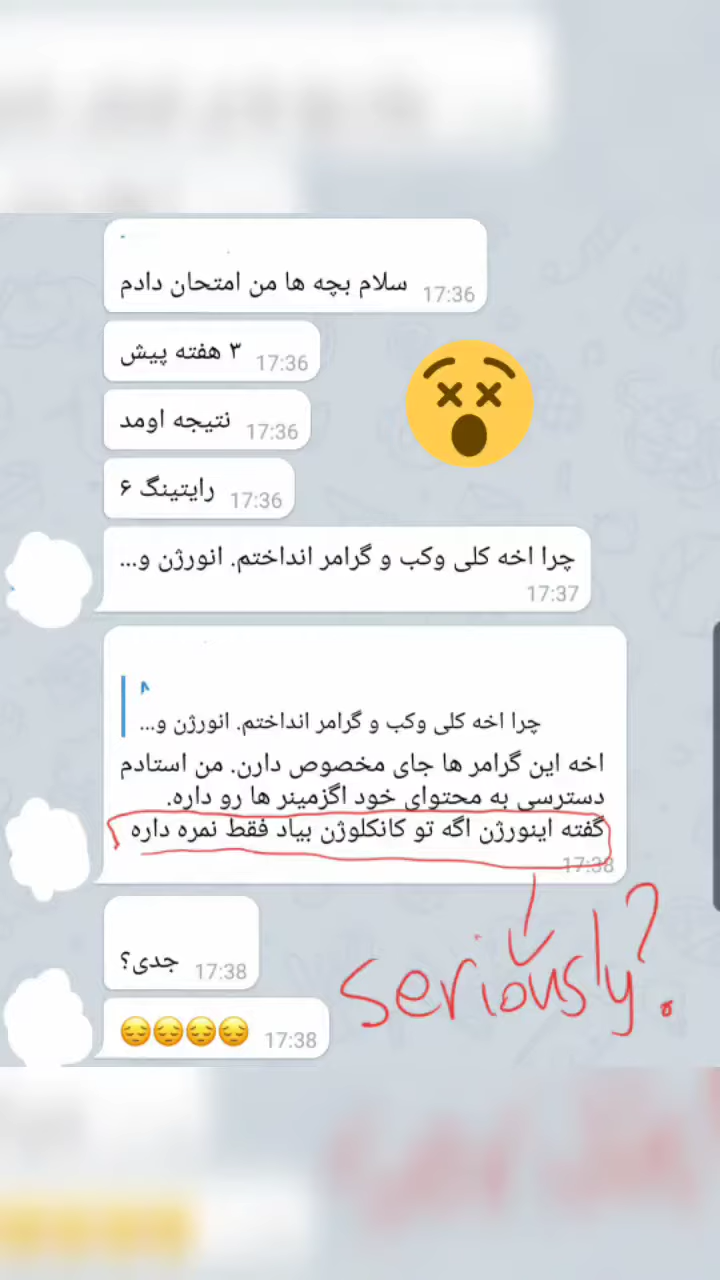 سلام بچه ها من امتحان دادم
17:36
۳ هفته پیش
17:36
نتیجه اومد
17:36
رایتینگ ۶
17:36
چرا اخه کلی وکب و گرامر انداختم. انورژن و...
17:37
چرا اخه کلی وکب و گرامر انداختم. انورژن و...
اخه این گرامر ها جای مخصوص دارن. من استادم
دسترسی به محتوای خود اگزمینر ها رو داره.
گفته اینورژن اگه تو کانکلوژن بیاد فقط نمره داره
17:38
جدی؟
17:38
😔😔😔😔
17:38
seriously?